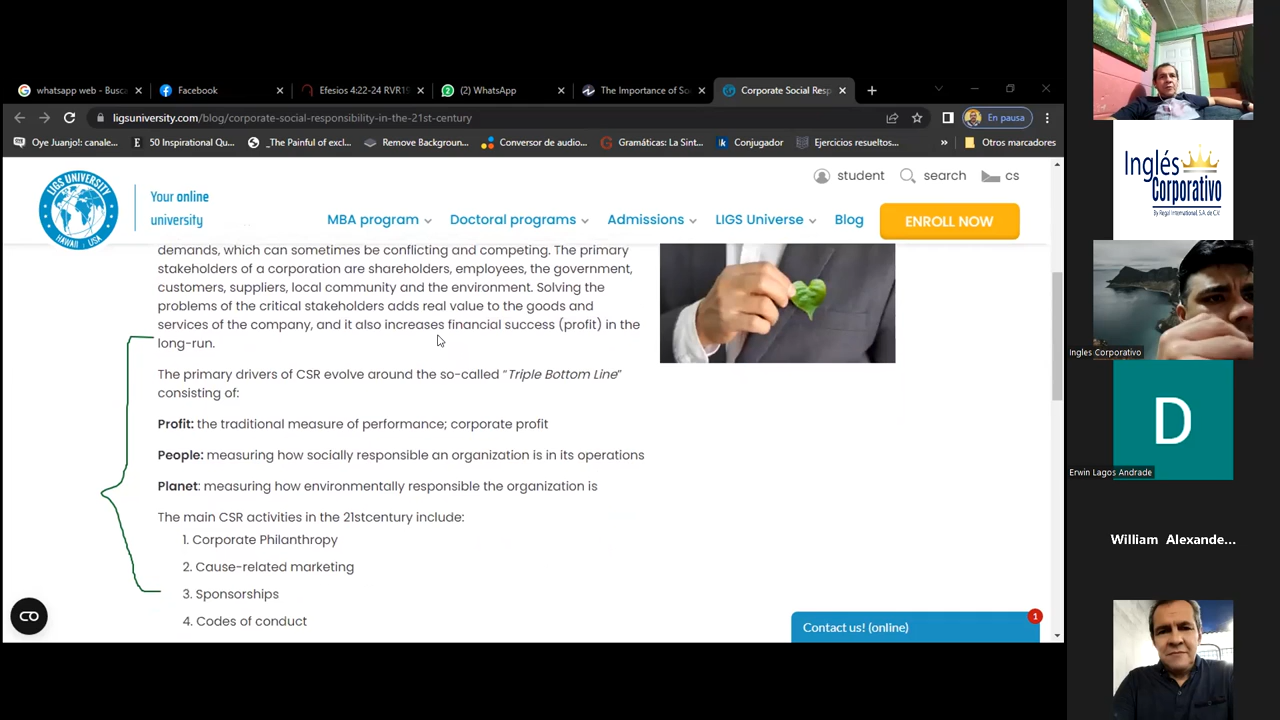 whatsapp web - Busca
Facebook
Efesios 4:22-24 RVR19
(2) WhatsApp
The Importance of So
Corporate Social Resp
ligsuniversity.com/blog/corporate-social-responsibility-in-the-21st-century
En pausa
Oye Juanjo!: canale...
50 Inspirational Qu...
_The Painful of excl...
Remove Backgroun...
Conversor de audio...
Gramáticas: La Sint...
Conjugador
Ejercicios resueltos...
»
Otros marcadores
LIGS UNIVERSITY
HAWAII / USA
Your online
university
student
search
cs
MBA program
Doctoral programs
Admissions
LIGS Universe
Blog
ENROLL NOW
demands, which can sometimes be conflicting and competing. The primary
stakeholders of a corporation are shareholders, employees, the government,
customers, suppliers, local community and the environment. Solving the
problems of the critical stakeholders adds real value to the goods and
services of the company, and it also increases financial success (profit) in the
long-run.
The primary drivers of CSR evolve around the so-called "Triple Bottom Line"
consisting of:
Profit: the traditional measure of performance; corporate profit
People: measuring how socially responsible an organization is in its operations
Planet: measuring how environmentally responsible the organization is
The main CSR activities in the 21stcentury include:
1. Corporate Philanthropy
2. Cause-related marketing
3. Sponsorships
4. Codes of conduct
Contact us! (online)
1
Inglés
Corporativo
By Regal International, S.A. de C.V.
Ingles Corporativo
D
Erwin Lagos Andrade
William Alexande...